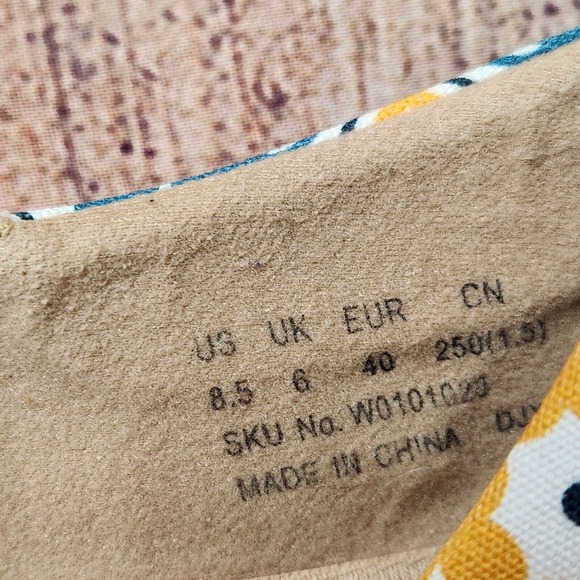 US UK EUR CN
8.5 6 40 250(1.5)
SKU No. W0101020
MADE IN CHINA